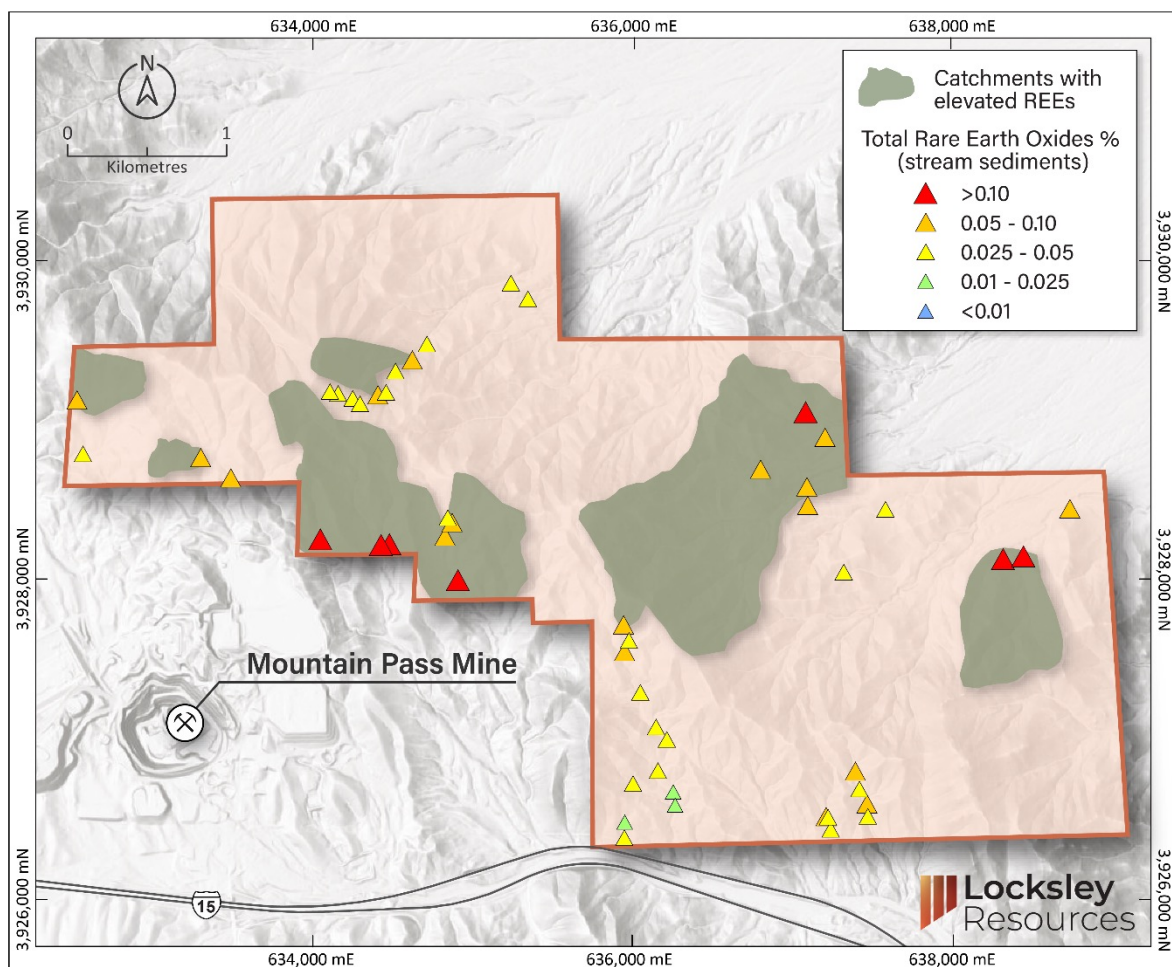 634,000 mE
636,000 mE
638,000 mE
N
0
1
Kilometres
Catchments with
elevated REEs
Total Rare Earth Oxides %
(stream sediments)
>0.10
0.05 - 0.10
0.025 - 0.05
0.01 - 0.025
<0.01
3,930,000 mN
3,930,000 mN
3,928,000 mN
3,928,000 mN
Mountain Pass Mine
15
Locksley
Resources
3,926,000 mN
3,926,000 mN
634,000 mE
636,000 mE
638,000 mE